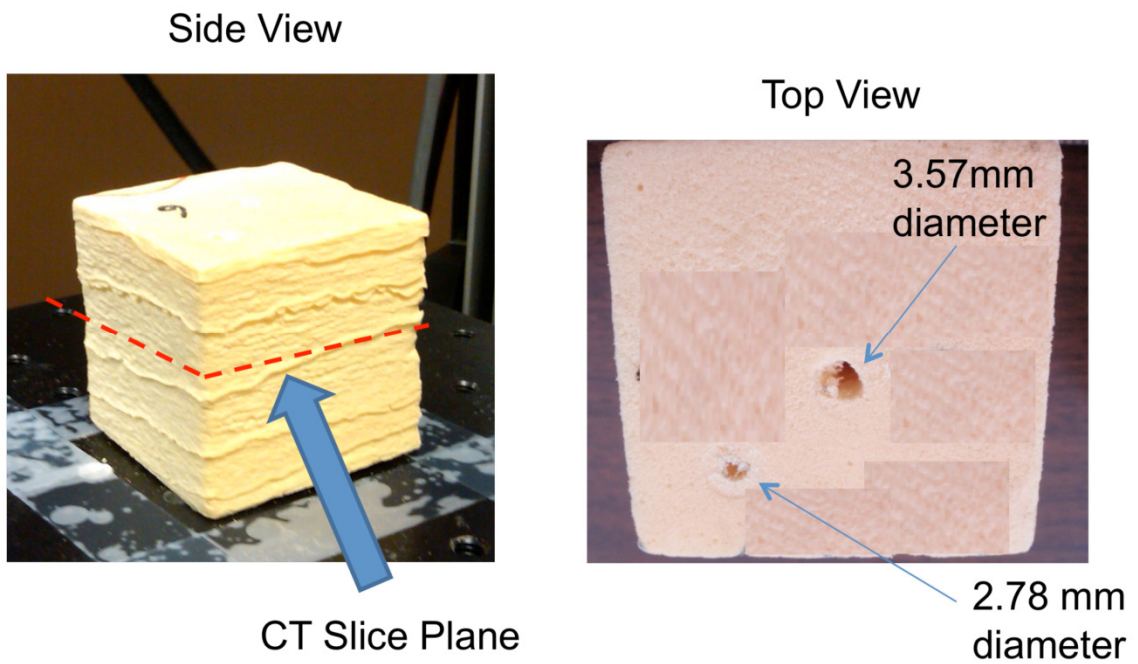 Side View
Top View
3.57mm
diameter
2.78 mm
diameter
CT Slice Plane